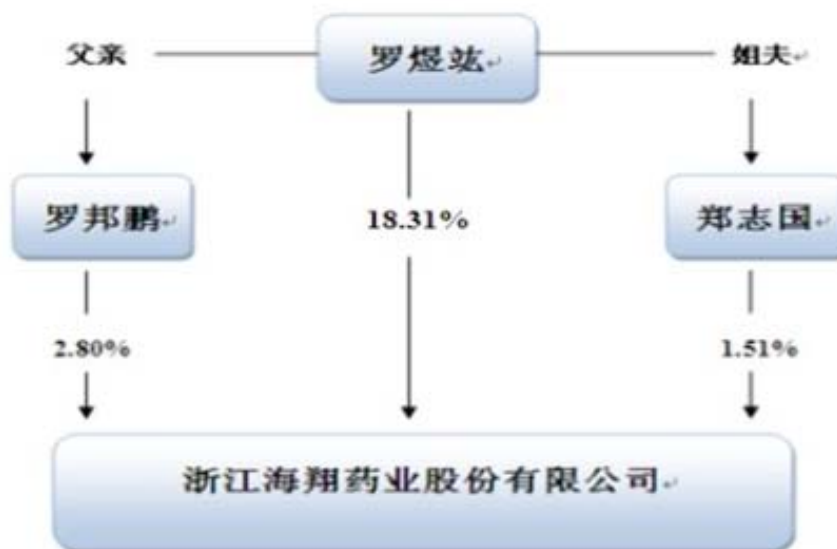 父亲
罗煜竑
姐夫
罗邦鹏
18.31%
郑志国
2.80%
1.51%
浙江海翔药业股份有限公司